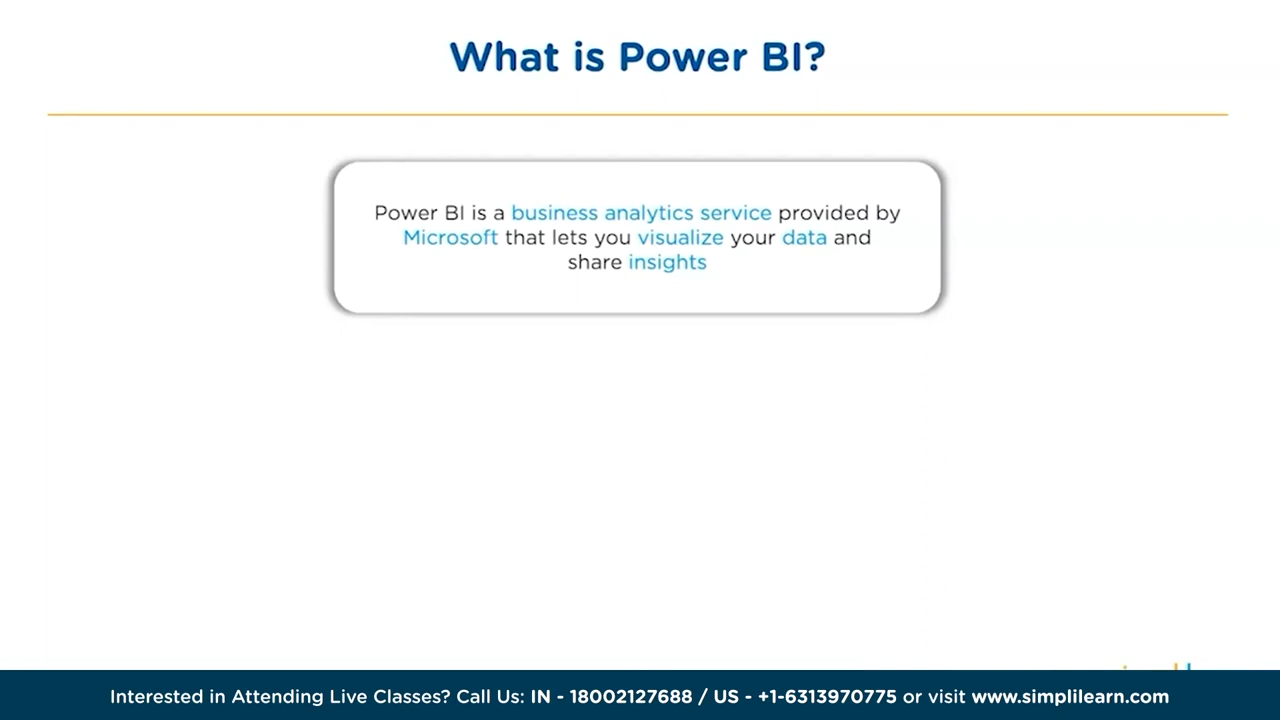 What is Power BI?
Power BI is a business analytics service provided by
Microsoft that lets you visualize your data and
share insights
Interested in Attending Live Classes? Call Us: IN - 18002127688 / US - +1-6313970775 or visit www.simplilearn.com